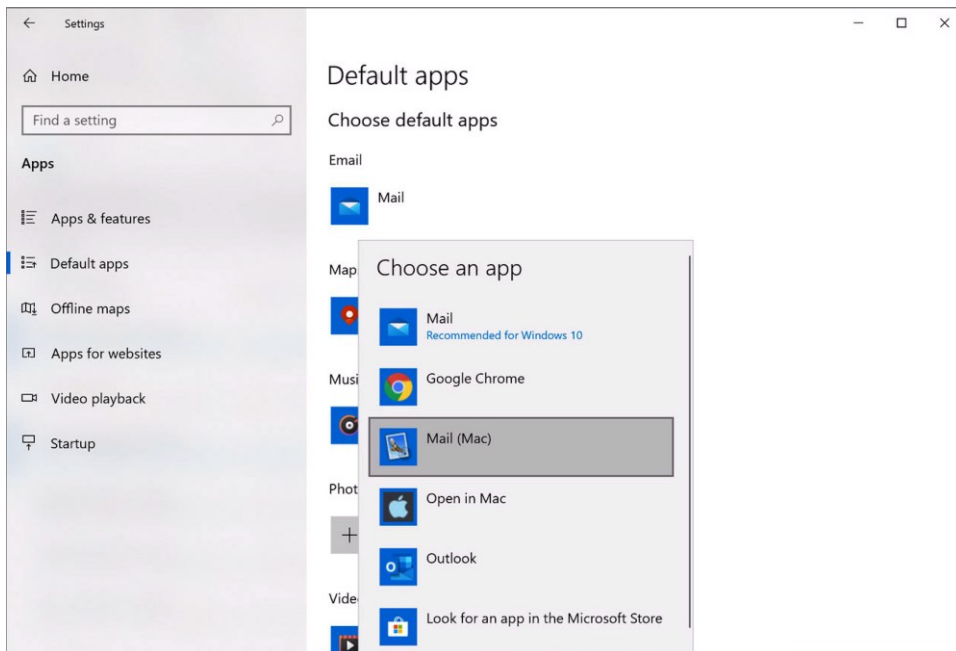 Settings
Home
Find a setting
Apps
Apps & features
Default apps
Offline maps
Apps for websites
Video playback
Startup
Default apps
Choose default apps
Email
Mail
Map
Choose an app
Mail
Recommended for Windows 10
Google Chrome
Musi
Mail (Mac)
Phot
Open in Mac
Outlook
Vide
Look for an app in the Microsoft Store